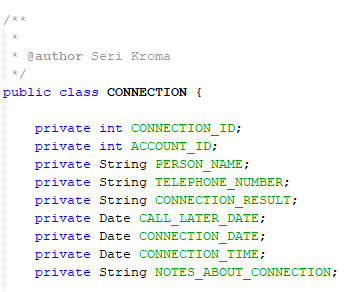 /**
*
* @author Seri Kroma
*/
public class CONNECTION {
private int CONNECTION_ID;
private int ACCOUNT_ID;
private String PERSON_NAME;
private String TELEPHONE_NUMBER;
private String CONNECTION_RESULT;
private Date CALL_LATER_DATE;
private Date CONNECTION_DATE;
private Date CONNECTION_TIME;
private String NOTES_ABOUT_CONNECTION;